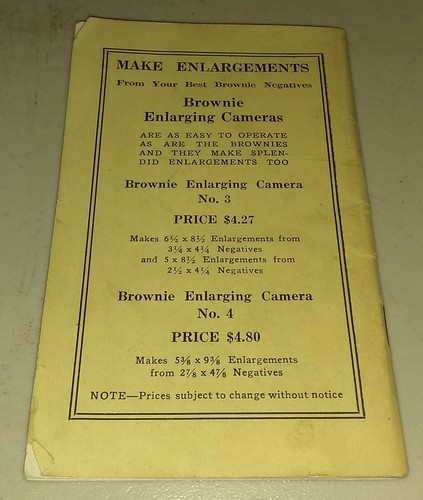 MAKE ENLARGEMENTS
From Your Best Brownie Negatives
Brownie
Enlarging Cameras
ARE AS EASY TO OPERATE
AS ARE THE BROWNIES
AND THEY MAKE SPLEN-
DID ENLARGEMENTS TOO
Brownie Enlarging Camera
No. 3
PRICE $4.27
Makes 6½ x 8½ Enlargements from
3¼ x 4¼ Negatives
and 5 x 8½ Enlargements from
2½ x 4¼ Negatives
Brownie Enlarging Camera
No. 4
PRICE $4.80
Makes 5⅜ x 9⅜ Enlargements
from 2⅞ x 4⅞ Negatives
NOTE—Prices subject to change without notice